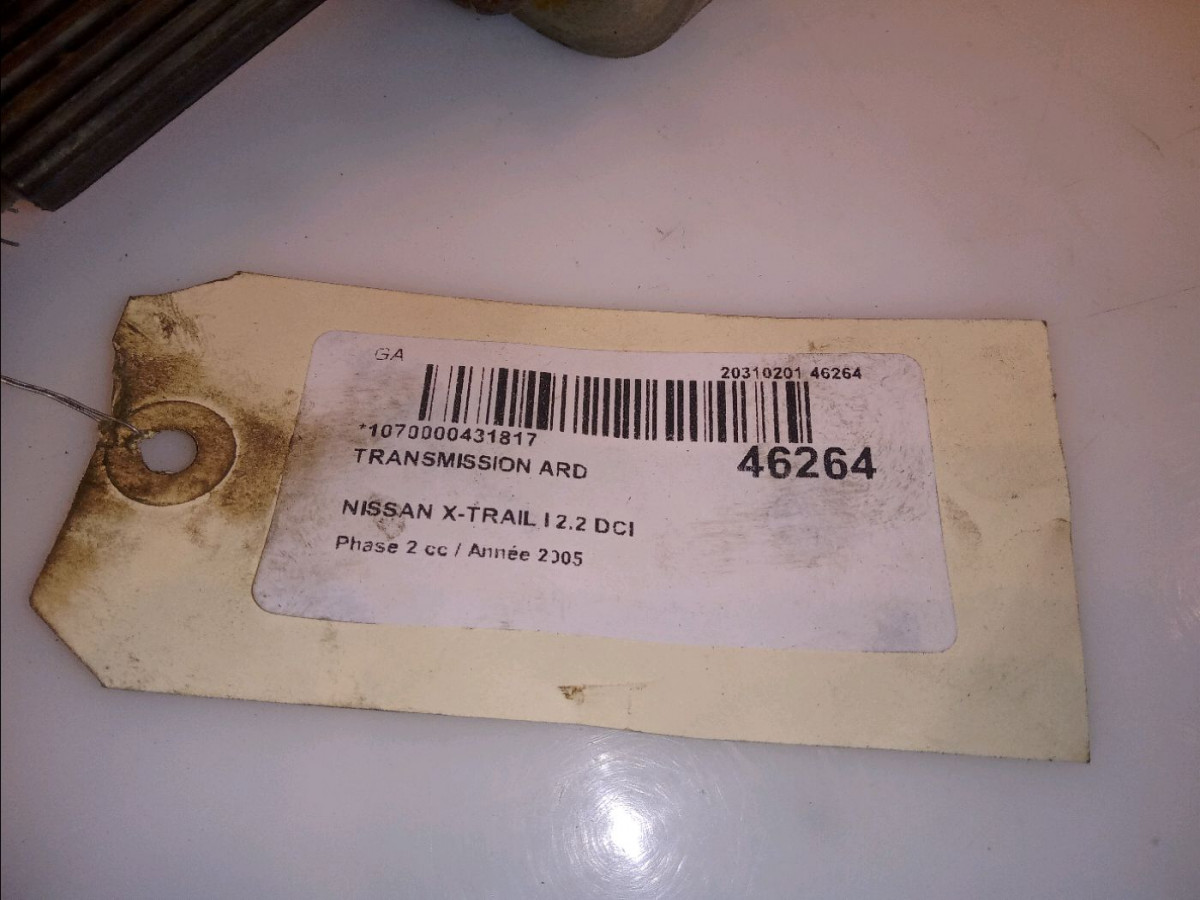 GA
20310201 46264
*1070000431817
TRANSMISSION ARD
46264
NISSAN X-TRAIL I 2.2 DCI
Phase 2 cc / Année 2005